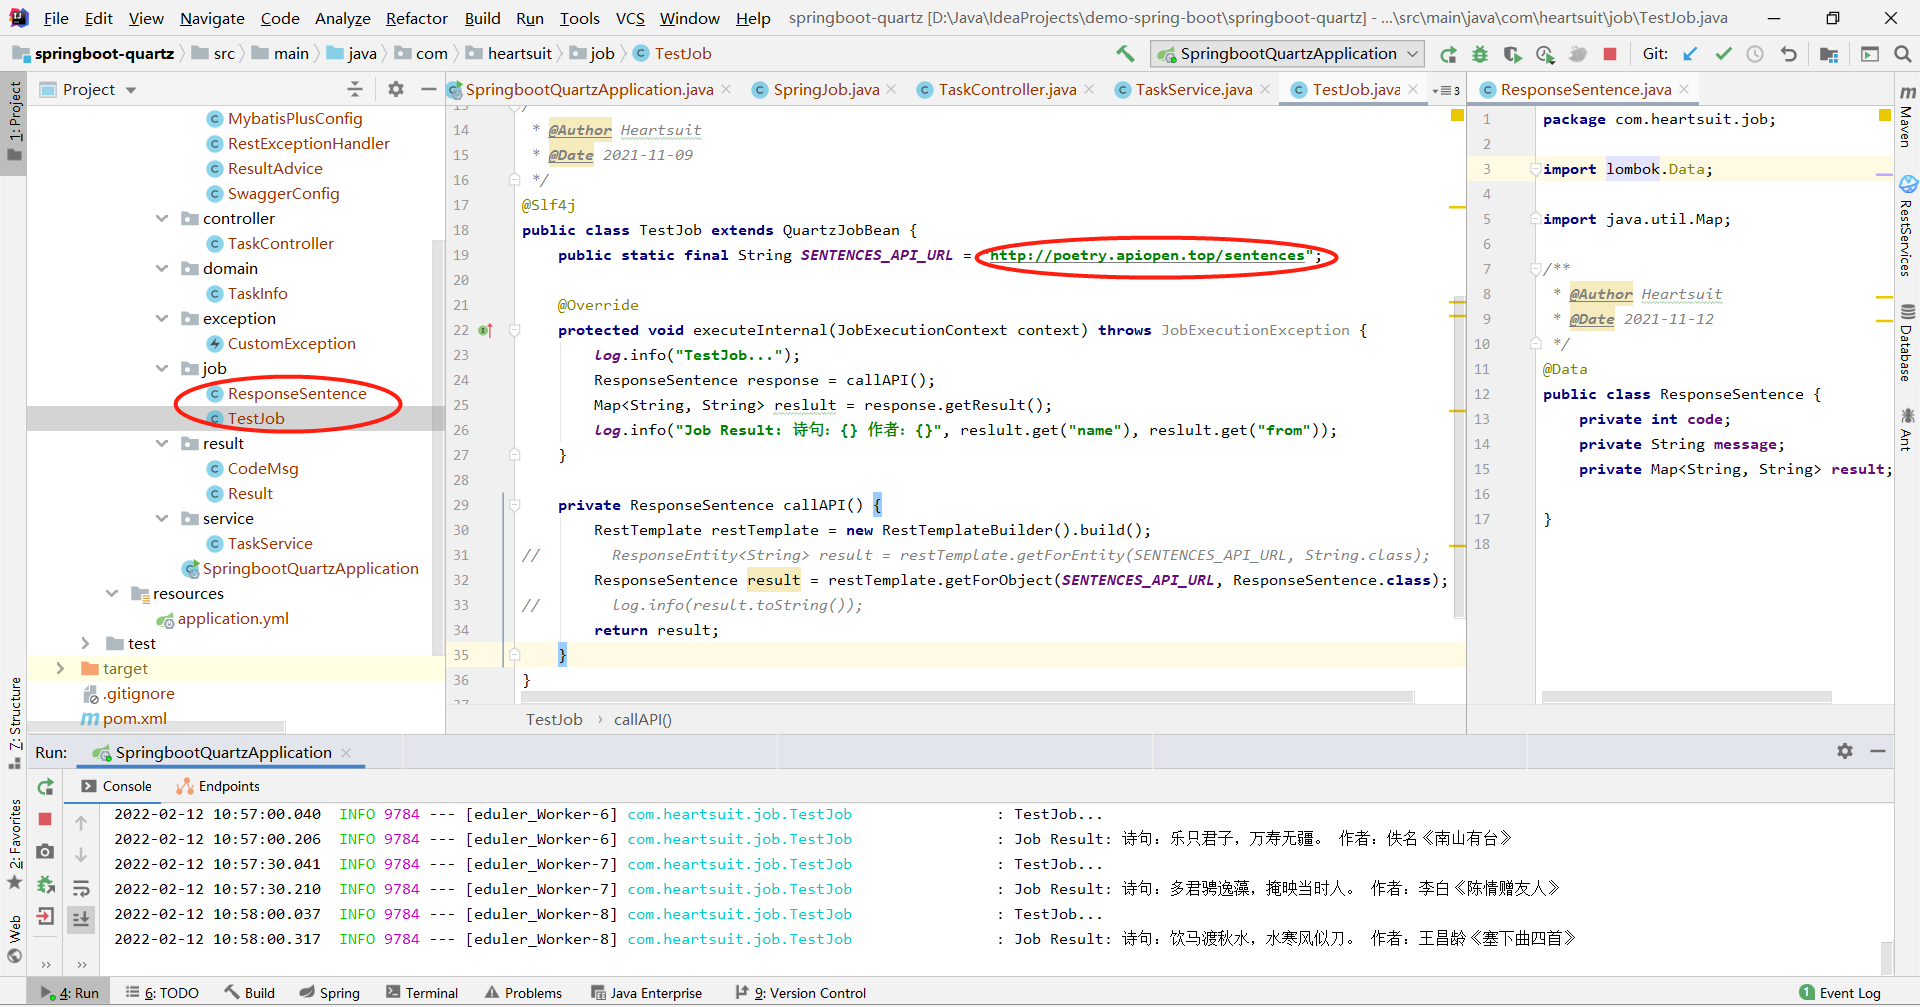 File Edit View Navigate Code Analyze Refactor Build Run Tools VCS Window Help springboot-quartz [D:\Java\IdeaProjects\demo-spring-boot\springboot-quartz] - ...\src\main\java\com\heartsuit\job\TestJob.java
springboot-quartz src main java com heartsuit job TestJob
SpringbootQuartzApplication Git:
1: Project
Project
MybatisPlusConfig
RestExceptionHandler
ResultAdvice
SwaggerConfig
controller
TaskController
domain
TaskInfo
exception
CustomException
job
ResponseSentence
TestJob
result
CodeMsg
Result
service
TaskService
SpringbootQuartzApplication
resources
application.yml
test
target
.gitignore
pom.xml
7: Structure
2: Favorites
Web
SpringbootQuartzApplication.java SpringJob.java TaskController.java TaskService.java TestJob.java 3
14 * @Author Heartsuit
15 * @Date 2021-11-09
16 */
17 @Slf4j
18 public class TestJob extends QuartzJobBean {
19 public static final String SENTENCES_API_URL = "http://poetry.apiopen.top/sentences";
20
21 @Override
22 protected void executeInternal(JobExecutionContext context) throws JobExecutionException {
23 log.info("TestJob...");
24 ResponseSentence response = callAPI();
25 Map<String, String> reslult = response.getResult();
26 log.info("Job Result: 诗句: {} 作者: {}", reslult.get("name"), reslult.get("from"));
27 }
28
29 private ResponseSentence callAPI() {
30 RestTemplate restTemplate = new RestTemplateBuilder().build();
31 // ResponseEntity<String> result = restTemplate.getForEntity(SENTENCES_API_URL, String.class);
32 ResponseSentence result = restTemplate.getForObject(SENTENCES_API_URL, ResponseSentence.class);
33 // log.info(result.toString());
34 return result;
35 }
36 }
TestJob › callAPI()
ResponseSentence.java
1 package com.heartsuit.job;
2
3 import lombok.Data;
4
5 import java.util.Map;
6
7 /**
8 * @Author Heartsuit
9 * @Date 2021-11-12
10 */
11 @Data
12 public class ResponseSentence {
13 private int code;
14 private String message;
15 private Map<String, String> result;
16
17 }
18
Maven
RestServices
Database
Ant
Run: SpringbootQuartzApplication
Console Endpoints
2022-02-12 10:57:00.040 INFO 9784 --- [eduler_Worker-6] com.heartsuit.job.TestJob : TestJob...
2022-02-12 10:57:00.206 INFO 9784 --- [eduler_Worker-6] com.heartsuit.job.TestJob : Job Result: 诗句: 乐只君子，万寿无疆。 作者: 佚名《南山有台》
2022-02-12 10:57:30.041 INFO 9784 --- [eduler_Worker-7] com.heartsuit.job.TestJob : TestJob...
2022-02-12 10:57:30.210 INFO 9784 --- [eduler_Worker-7] com.heartsuit.job.TestJob : Job Result: 诗句: 多君骋逸藻，掩映当时人。 作者: 李白《陈情赠友人》
2022-02-12 10:58:00.037 INFO 9784 --- [eduler_Worker-8] com.heartsuit.job.TestJob : TestJob...
2022-02-12 10:58:00.317 INFO 9784 --- [eduler_Worker-8] com.heartsuit.job.TestJob : Job Result: 诗句: 饮马渡秋水，水寒风似刀。 作者: 王昌龄《塞下曲四首》
4: Run 6: TODO Build Spring Terminal Problems Java Enterprise 9: Version Control 1 Event Log